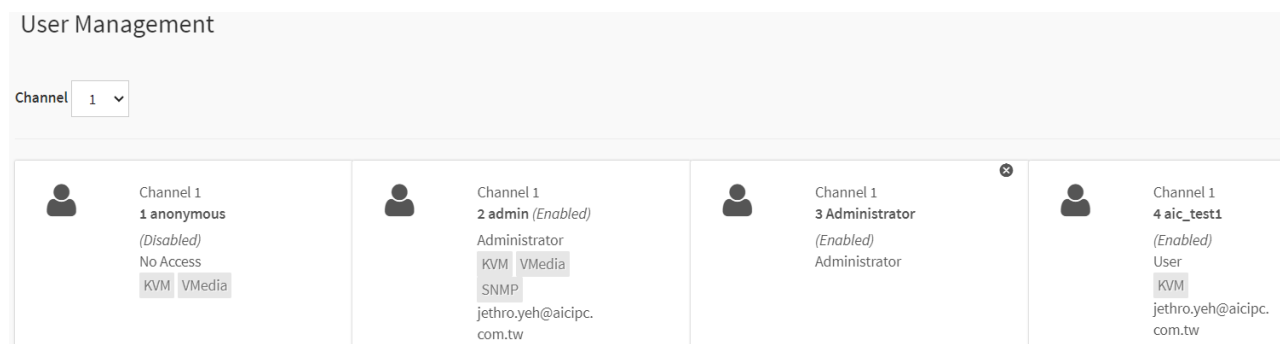 User Management
Channel 1
Channel 1
1 anonymous
(Disabled)
No Access
KVM VMedia
Channel 1
2 admin (Enabled)
Administrator
KVM VMedia
SNMP
jethro.yeh@aicipc.
com.tw
Channel 1
3 Administrator
(Enabled)
Administrator
Channel 1
4 aic_test1
(Enabled)
User
KVM
jethro.yeh@aicipc.
com.tw